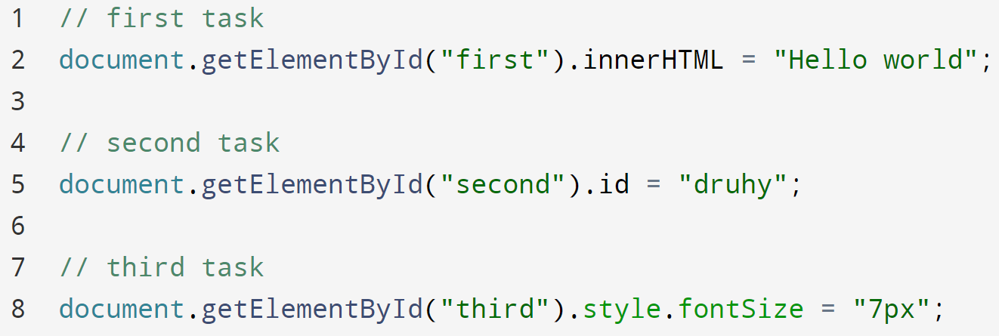 1 // first task
2 document.getElementById("first").innerHTML = "Hello world";
3
4 // second task
5 document.getElementById("second").id = "druhy";
6
7 // third task
8 document.getElementById("third").style.fontSize = "7px";